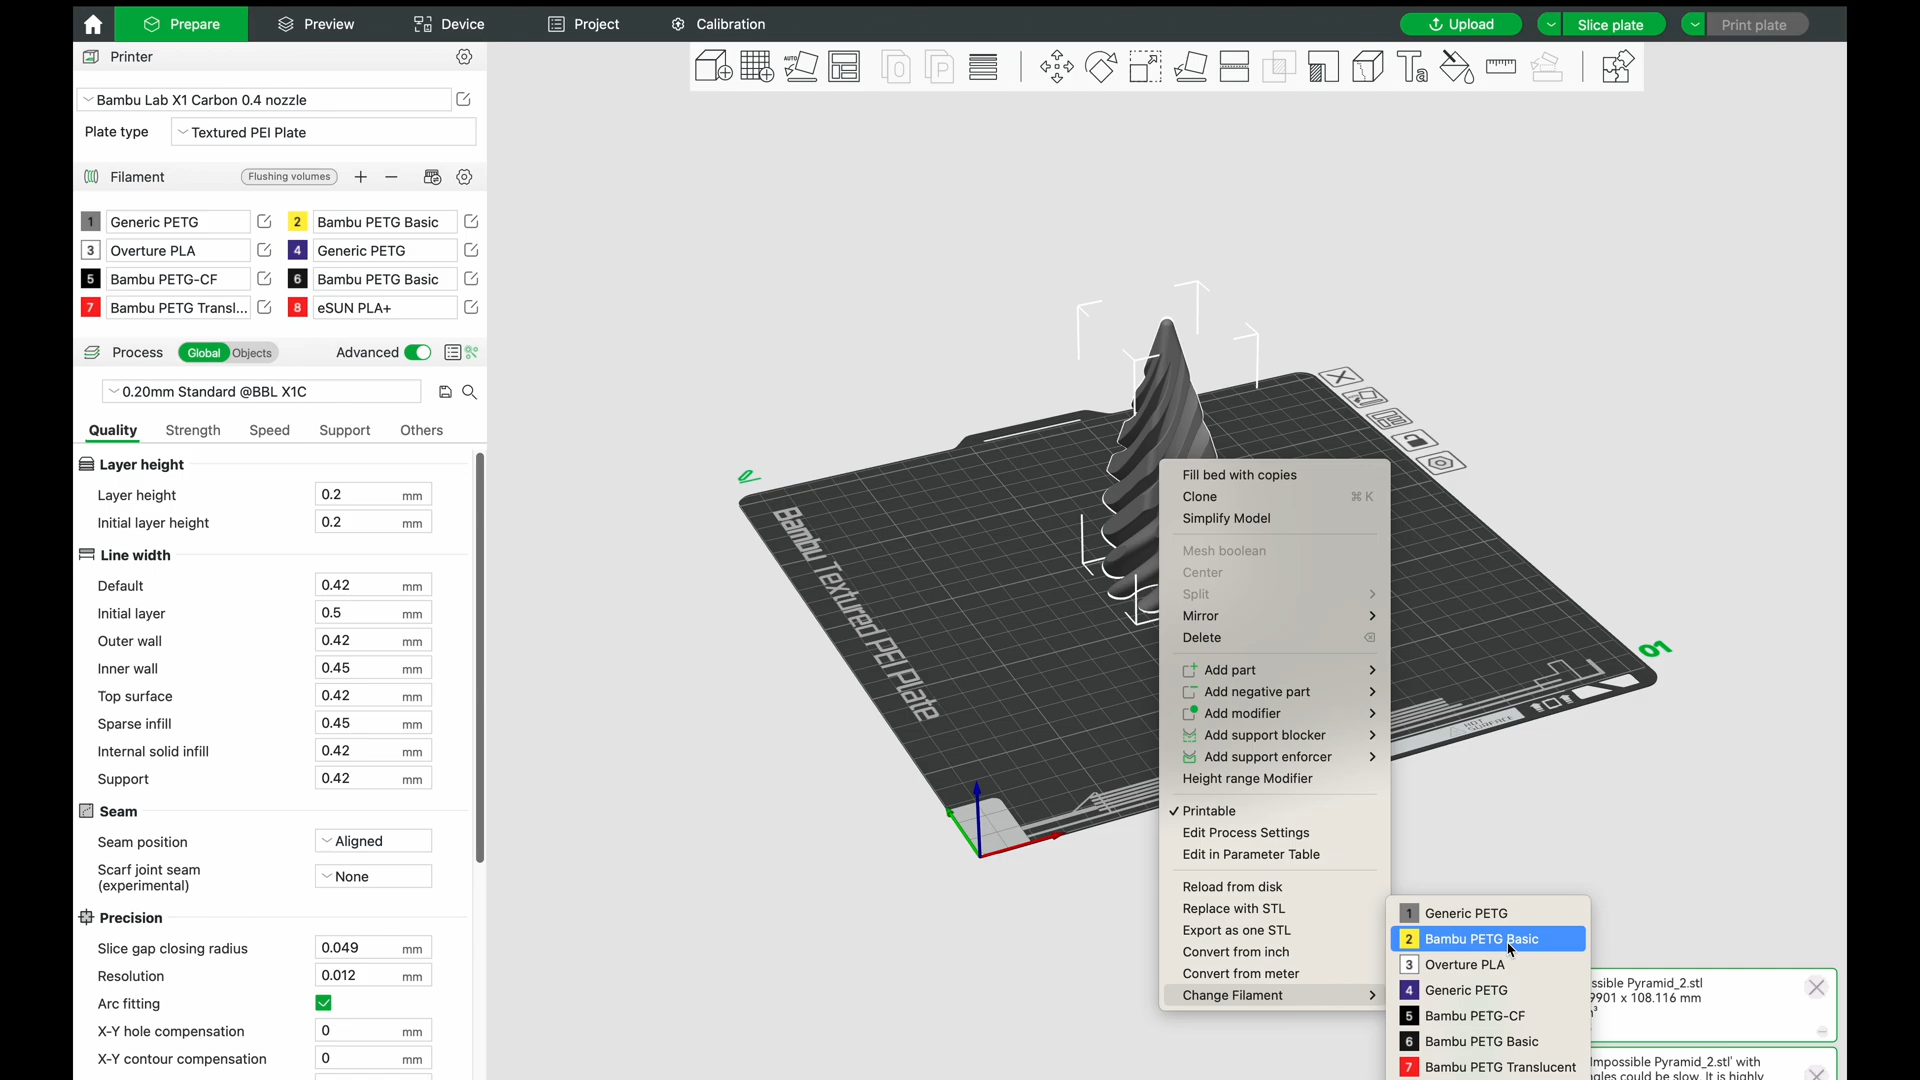 Prepare
Preview
Device
Project
Calibration
Upload
Slice plate
Print plate
Printer
Bambu Lab X1 Carbon 0.4 nozzle
Plate type
Textured PEI Plate
Filament
Flushing volumes
1 Generic PETG
2 Bambu PETG Basic
3 Overture PLA
4 Generic PETG
5 Bambu PETG-CF
6 Bambu PETG Basic
7 Bambu PETG Transl...
8 eSUN PLA+
Process
Global
Objects
Advanced
0.20mm Standard @BBL X1C
Quality
Strength
Speed
Support
Others
Layer height
Layer height 0.2 mm
Initial layer height 0.2 mm
Line width
Default 0.42 mm
Initial layer 0.5 mm
Outer wall 0.42 mm
Inner wall 0.45 mm
Top surface 0.42 mm
Sparse infill 0.45 mm
Internal solid infill 0.42 mm
Support 0.42 mm
Seam
Seam position Aligned
Scarf joint seam
(experimental)
None
Precision
Slice gap closing radius 0.049 mm
Resolution 0.012 mm
Arc fitting
X-Y hole compensation 0 mm
X-Y contour compensation 0 mm
AUTO
O
P
Ta
Bambu Textured PEI Plate
01
Fill bed with copies
Clone ⌘ K
Simplify Model
Mesh boolean
Center
Split
Mirror
Delete
Add part
Add negative part
Add modifier
Add support blocker
Add support enforcer
Height range Modifier
Printable
Edit Process Settings
Edit in Parameter Table
Reload from disk
Replace with STL
Export as one STL
Convert from inch
Convert from meter
Change Filament
1 Generic PETG
2 Bambu PETG Basic
3 Overture PLA
4 Generic PETG
5 Bambu PETG-CF
6 Bambu PETG Basic
7 Bambu PETG Translucent
ssible Pyramid_2.stl
9901 x 108.116 mm
mpossible Pyramid_2.stl' with
ngles could be slow. It is highly